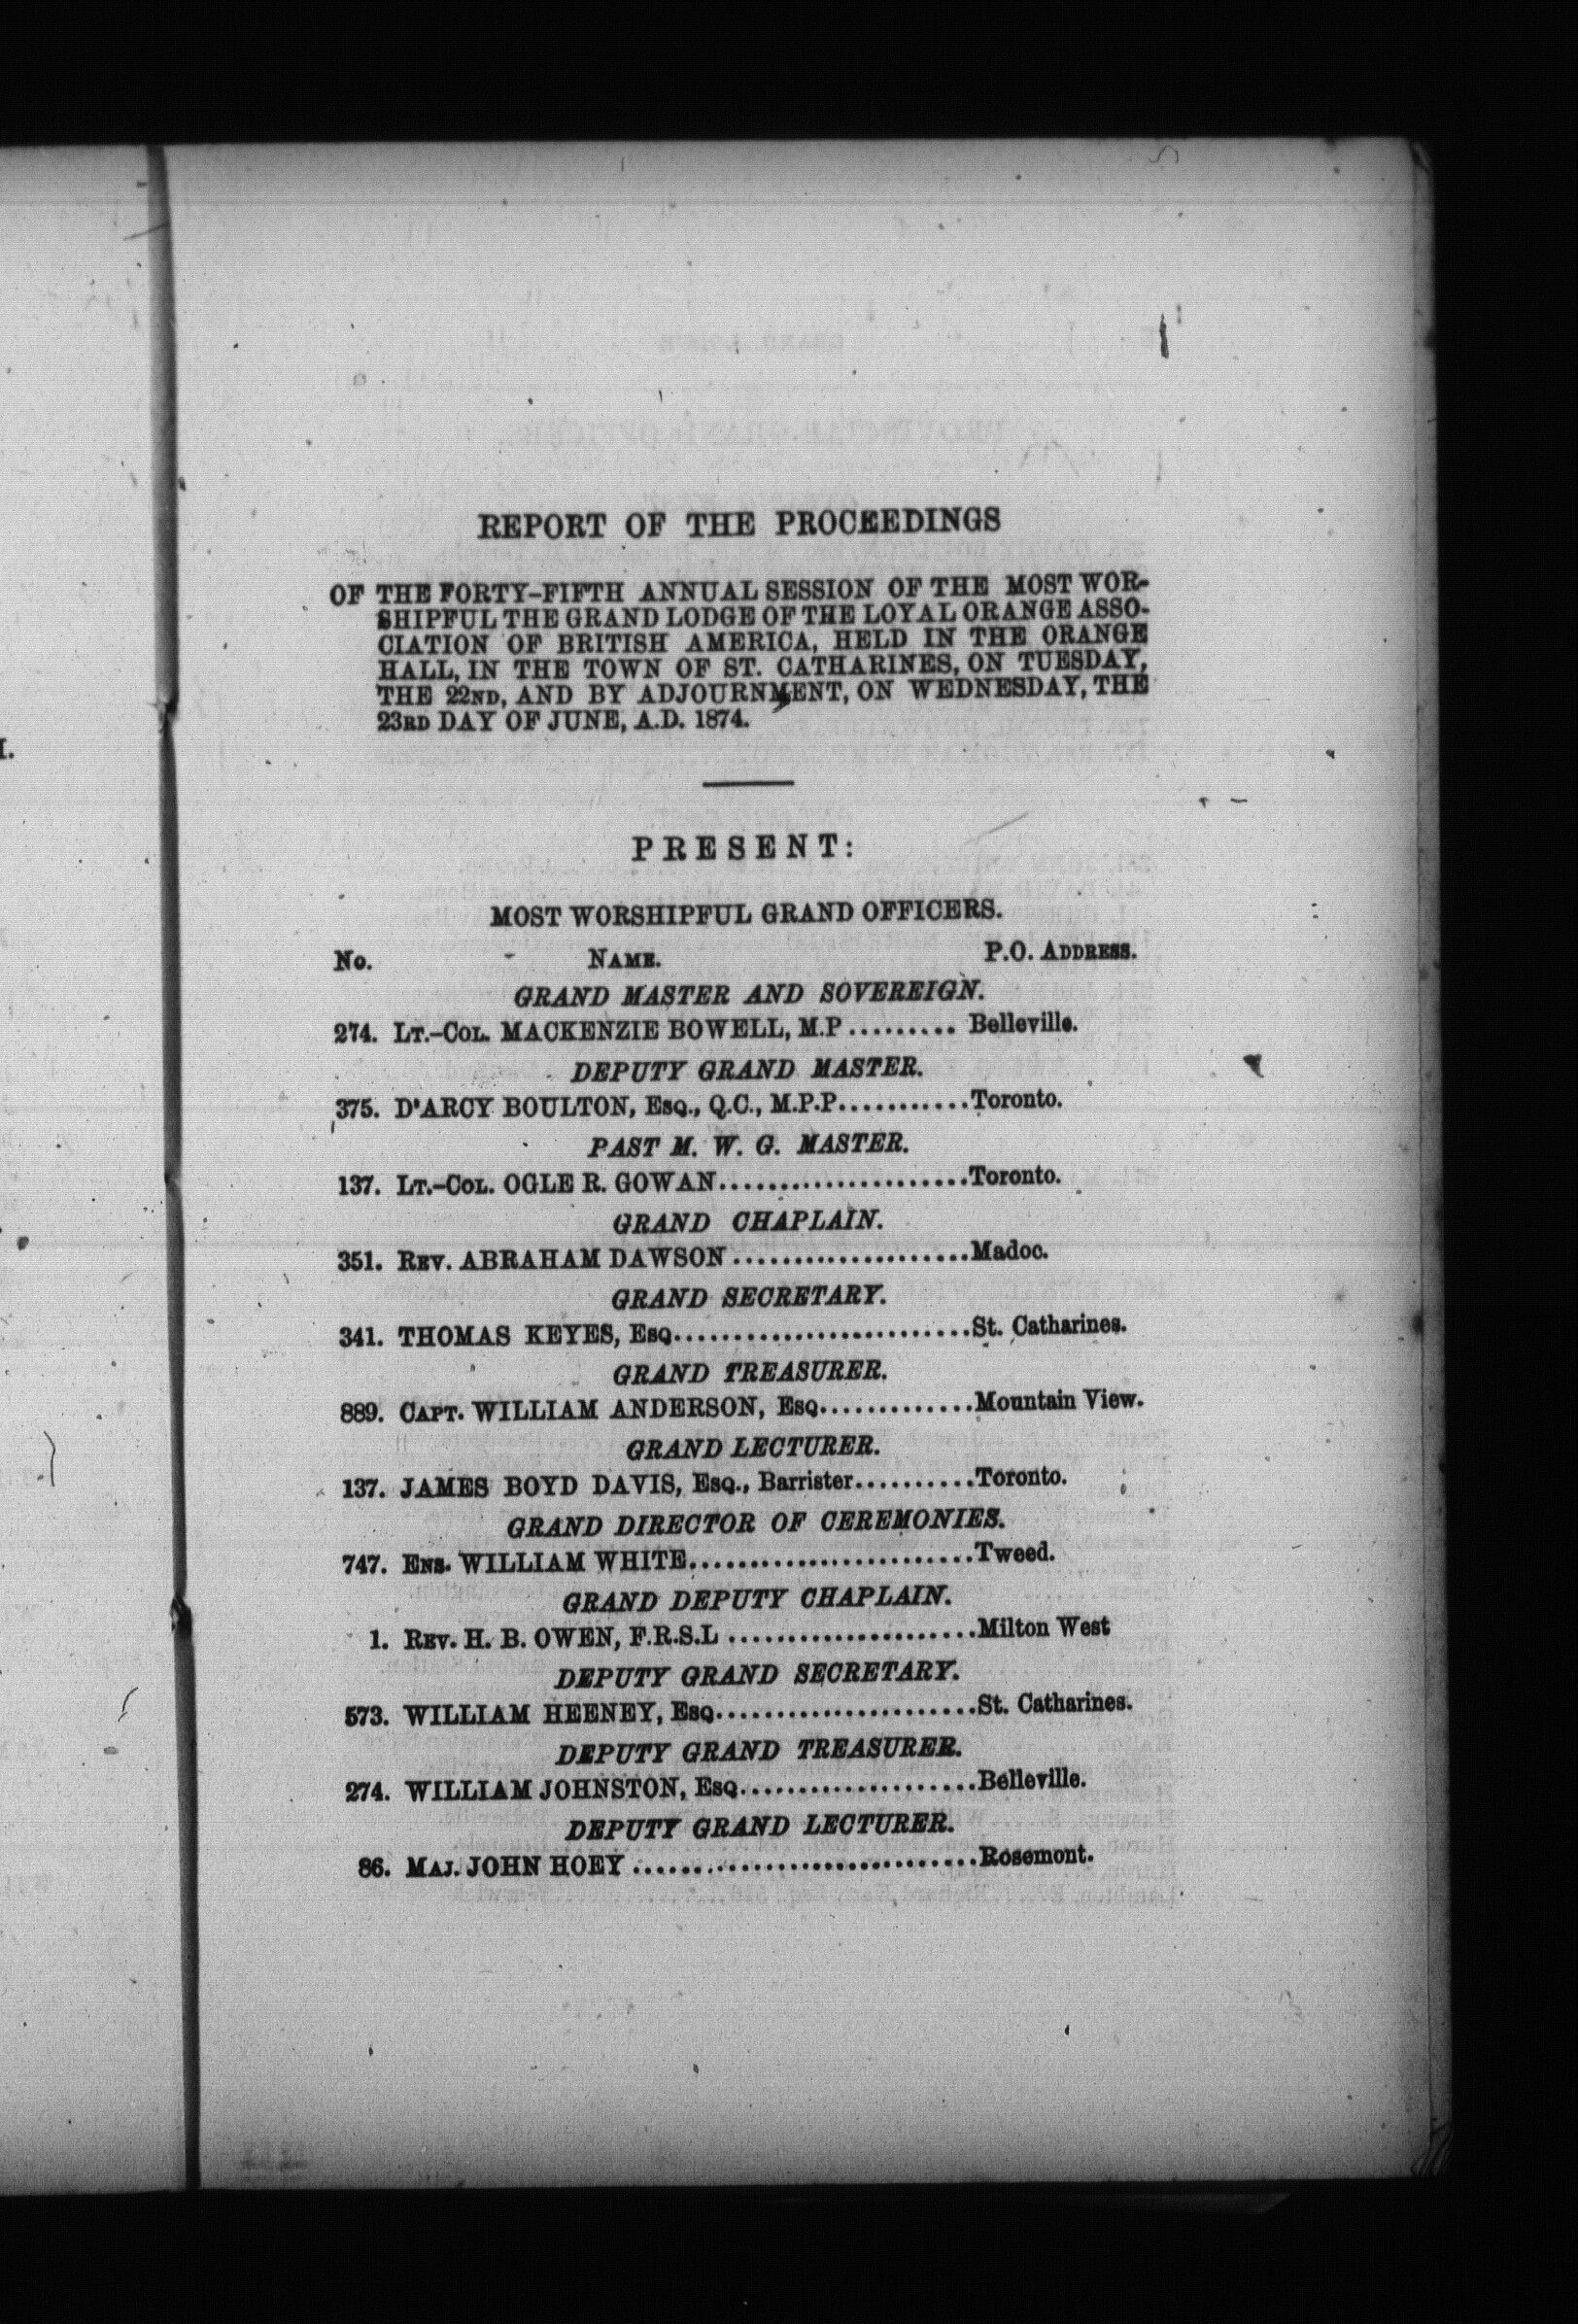 REPORT OF THE PROCEEDINGS
OF THE FORTY-FIFTH ANNUAL SESSION OF THE MOST WOR-
SHIPFUL THE GRAND LODGE OF THE LOYAL ORANGE ASSO-
CIATION OF BRITISH AMERICA, HELD IN THE ORANGE
HALL, IN THE TOWN OF ST. CATHARINES, ON TUESDAY,
THE 22ND, AND BY ADJOURNMENT, ON WEDNESDAY, THE
23RD DAY OF JUNE, A.D. 1874.
PRESENT:
MOST WORSHIPFUL GRAND OFFICERS.
No. NAME. P.O. ADDRESS.
GRAND MASTER AND SOVEREIGN.
274. LT.-COL. MACKENZIE BOWELL, M.P......... Belleville.
DEPUTY GRAND MASTER.
375. D'ARCY BOULTON, ESQ., Q.C., M.P.P...........Toronto.
PAST M. W. G. MASTER.
137. LT.-COL. OGLE R. GOWAN.....................Toronto.
GRAND CHAPLAIN.
351. REV. ABRAHAM DAWSON....................Madoc.
GRAND SECRETARY.
341. THOMAS KEYES, ESQ.........................St. Catharines.
GRAND TREASURER.
889. CAPT. WILLIAM ANDERSON, ESQ.............Mountain View.
GRAND LECTURER.
137. JAMES BOYD DAVIS, ESQ., Barrister..........Toronto.
GRAND DIRECTOR OF CEREMONIES.
747. ENS. WILLIAM WHITE........................Tweed.
GRAND DEPUTY CHAPLAIN.
1. REV. H. B. OWEN, F.R.S.L .....................Milton West
DEPUTY GRAND SECRETARY.
573. WILLIAM HEENEY, ESQ......................St. Catharines.
DEPUTY GRAND TREASURER.
274. WILLIAM JOHNSTON, ESQ....................Belleville.
DEPUTY GRAND LECTURER.
86. MAJ. JOHN HOEY .............................Rosemont.